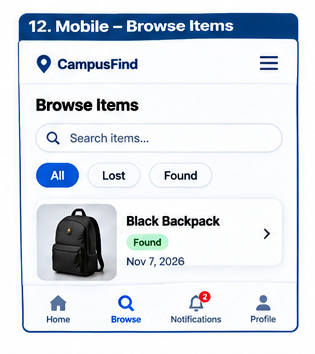 12. Mobile – Browse Items
CampusFind
Browse Items
Search items...
All Lost Found
Black Backpack
Found
Nov 7, 2026
2
Home Browse Notifications Profile